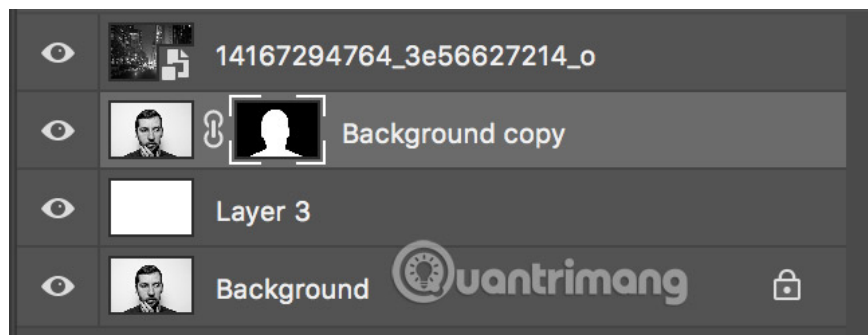 14167294764_3e56627214_o
Background copy
Layer 3
Background
Quantrimang